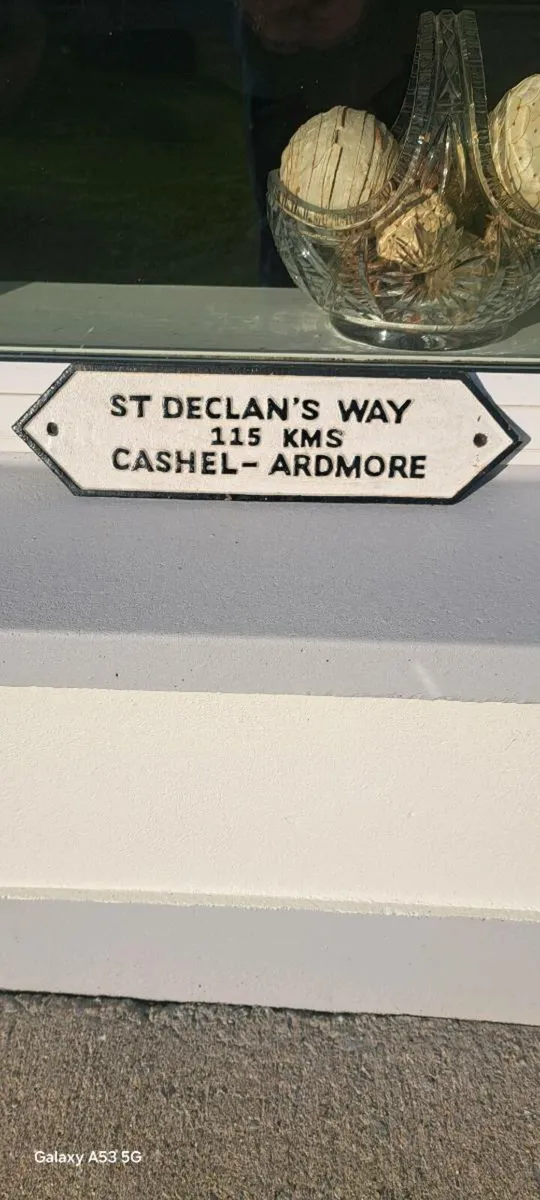 ST DECLAN'S WAY
115 KMS
CASHEL- ARDMORE
Galaxy A53 5G